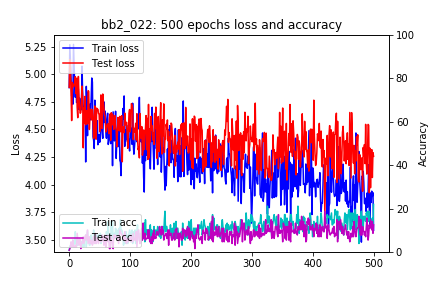 bb2_022: 500 epochs loss and accuracy
Train loss
Test loss
Train acc
Test acc
Loss
5.25
5.00
4.75
4.50
4.25
4.00
3.75
3.50
Accuracy
100
80
60
40
20
0
0
100
200
300
400
500